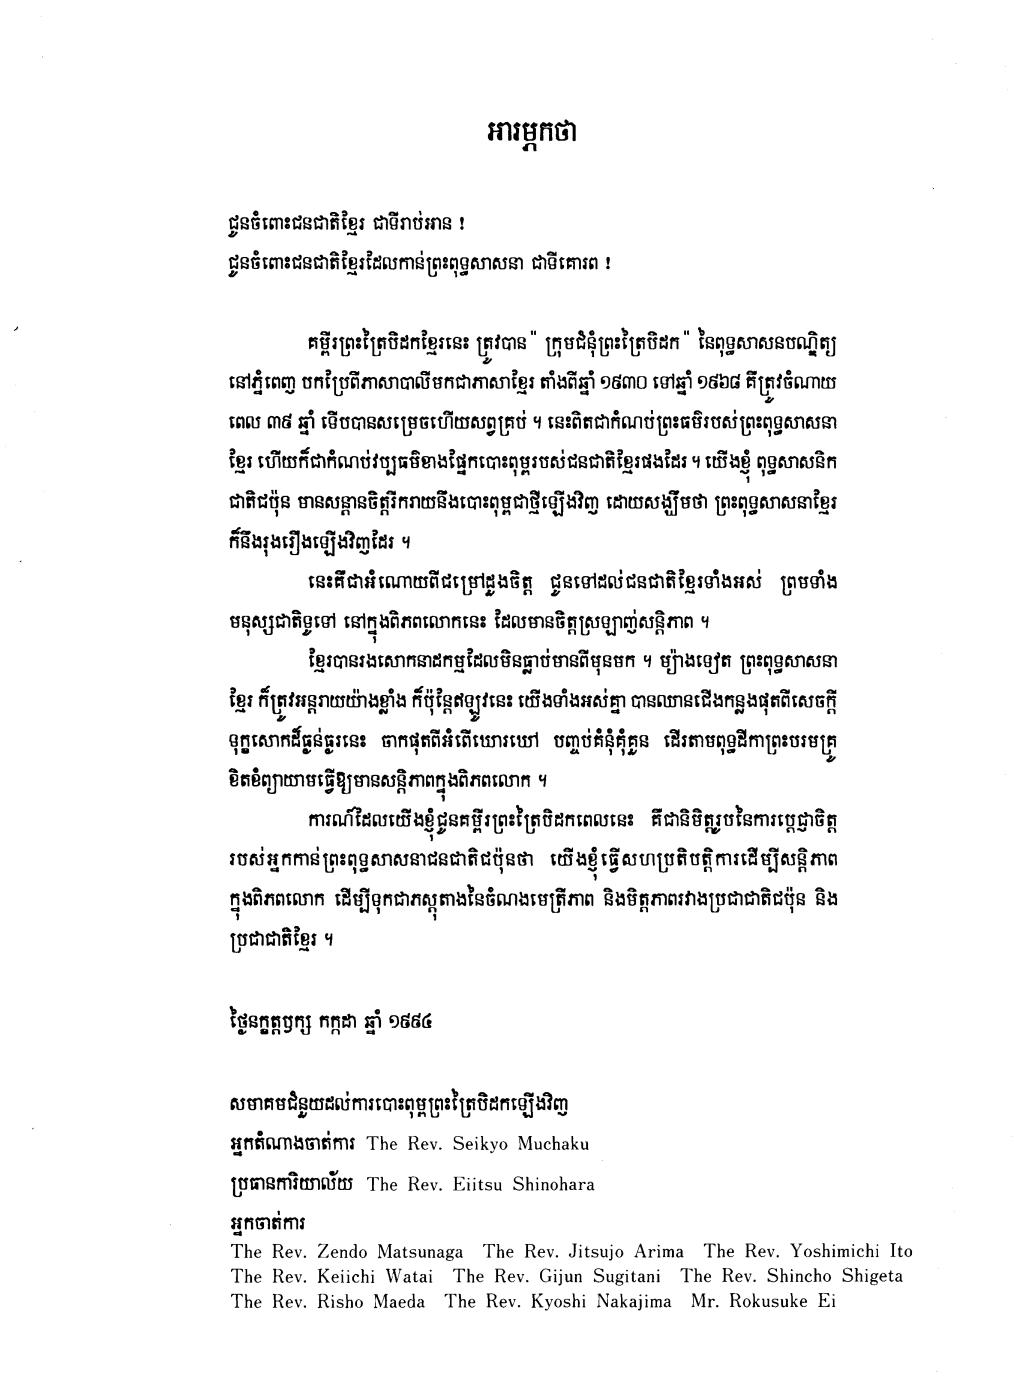 អារម្ភកថា
ជូនចំពោះជនជាតិខ្មែរ ជាទីរាប់អាន !
ជូនចំពោះជនជាតិខ្មែរដែលកាន់ព្រះពុទ្ធសាសនា ជាទីគោរព !
គម្ពីរព្រះត្រៃបិដកខ្មែរនេះ ត្រូវបាន " ក្រុមជំនុំព្រះត្រៃបិដក " នៃពុទ្ធសាសនបណ្ឌិត្យ
នៅភ្នំពេញ បកប្រែពីភាសាបាលីមកជាភាសាខ្មែរ តាំងពីឆ្នាំ ១៩៣០ ទៅឆ្នាំ ១៩៦៨ គឺត្រូវចំណាយ
ពេល ៣៩ ឆ្នាំ ទើបបានសម្រេចហើយសព្វគ្រប់ ។ នេះពិតជាកំណប់ព្រះធម៌របស់ព្រះពុទ្ធសាសនា
ខ្មែរ ហើយក៏ជាកំណប់វប្បធម៌ខាងផ្នែកបោះពុម្ពរបស់ជនជាតិខ្មែរផងដែរ ។ យើងខ្ញុំ ពុទ្ធសាសនិក
ជាតិជប៉ុន មានសន្តានចិត្តរីករាយនឹងបោះពុម្ពជាថ្មីឡើងវិញ ដោយសង្ឃឹមថា ព្រះពុទ្ធសាសនាខ្មែរ
ក៏នឹងរុងរឿងឡើងវិញដែរ ។
នេះគឺជាអំណោយពីជម្រៅដួងចិត្ត ជូនទៅដល់ជនជាតិខ្មែរទាំងអស់ ព្រមទាំង
មនុស្សជាតិទូទៅ នៅក្នុងពិភពលោកនេះ ដែលមានចិត្តស្រឡាញ់សន្តិភាព ។
ខ្មែរបានរងសោកនាដកម្មដែលមិនធ្លាប់មានពីមុនមក ។ ម្យ៉ាងទៀត ព្រះពុទ្ធសាសនា
ខ្មែរ ក៏ត្រូវអន្តរាយយ៉ាងខ្លាំង ក៏ប៉ុន្តែឥឡូវនេះ យើងទាំងអស់គ្នា បានឈានជើងកន្លងផុតពីសេចក្តី
ទុក្ខសោកដ៏ធ្ងន់ធ្ងរនេះ ចាកផុតពីអំពើឃោរឃៅ បញ្ចប់គំនុំគុំគួន ដើរតាមពុទ្ធដីកាព្រះបរមគ្រូ
ខិតខំព្យាយាមធ្វើឱ្យមានសន្តិភាពក្នុងពិភពលោក ។
ការណ៍ដែលយើងខ្ញុំជូនគម្ពីរព្រះត្រៃបិដកពេលនេះ គឺជានិមិត្តរូបនៃការប្តេជ្ញាចិត្ត
របស់អ្នកកាន់ព្រះពុទ្ធសាសនាជនជាតិជប៉ុនថា យើងខ្ញុំធ្វើសហប្រតិបត្តិការដើម្បីសន្តិភាព
ក្នុងពិភពលោក ដើម្បីទុកជាភស្តុតាងនៃចំណងមេត្រីភាព និងមិត្តភាពរវាងប្រជាជាតិជប៉ុន និង
ប្រជាជាតិខ្មែរ ។
ថ្ងៃនក្ខត្តឫក្ស កក្កដា ឆ្នាំ ១៩៩៤
សមាគមជំនួយដល់ការបោះពុម្ពព្រះត្រៃបិដកឡើងវិញ
អ្នកតំណាងចាត់ការ The Rev. Seikyo Muchaku
ប្រធានការិយាល័យ The Rev. Eiitsu Shinohara
អ្នកចាត់ការ
The Rev. Zendo Matsunaga The Rev. Jitsujo Arima The Rev. Yoshimichi Ito
The Rev. Keiichi Watai The Rev. Gijun Sugitani The Rev. Shincho Shigeta
The Rev. Risho Maeda The Rev. Kyoshi Nakajima Mr. Rokusuke Ei